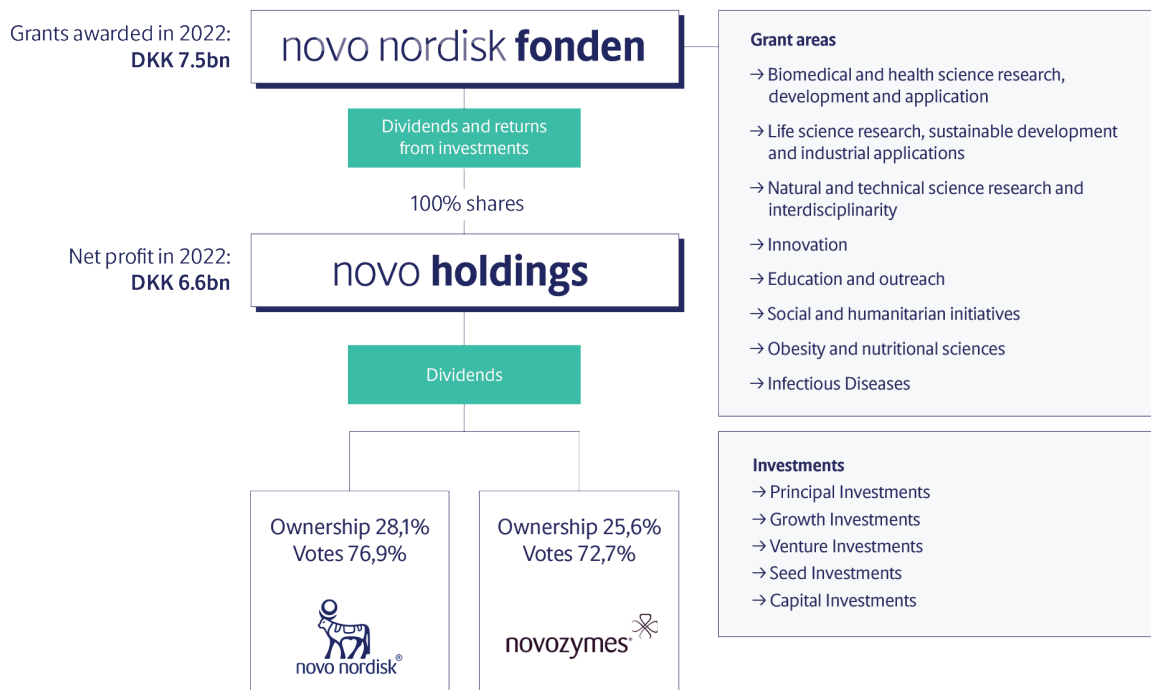 Grants awarded in 2022:
DKK 7.5bn
novo nordisk fonden
Dividends and returns
from investments
100% shares
Net profit in 2022:
DKK 6.6bn
novo holdings
Dividends
Ownership 28,1%
Votes 76,9%
novo nordisk®
Ownership 25,6%
Votes 72,7%
novozymes®
Grant areas
→ Biomedical and health science research,
development and application
→ Life science research, sustainable development
and industrial applications
→ Natural and technical science research and
interdisciplinarity
→ Innovation
→ Education and outreach
→ Social and humanitarian initiatives
→ Obesity and nutritional sciences
→ Infectious Diseases
Investments
→ Principal Investments
→ Growth Investments
→ Venture Investments
→ Seed Investments
→ Capital Investments